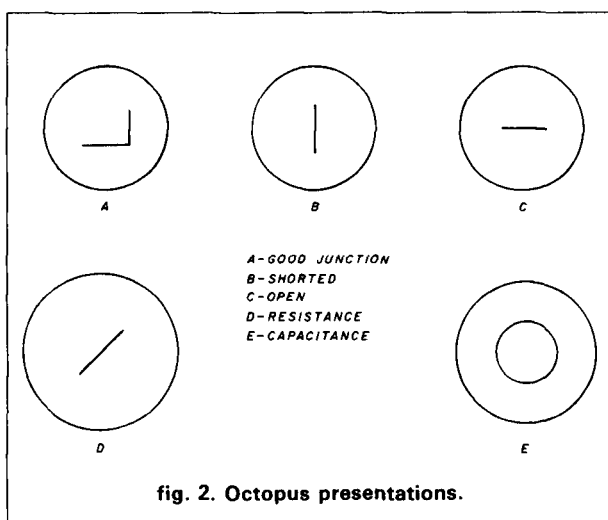 A
B
C
A-GOOD JUNCTION
B-SHORTED
C-OPEN
D-RESISTANCE
E-CAPACITANCE
D
E
fig. 2. Octopus presentations.